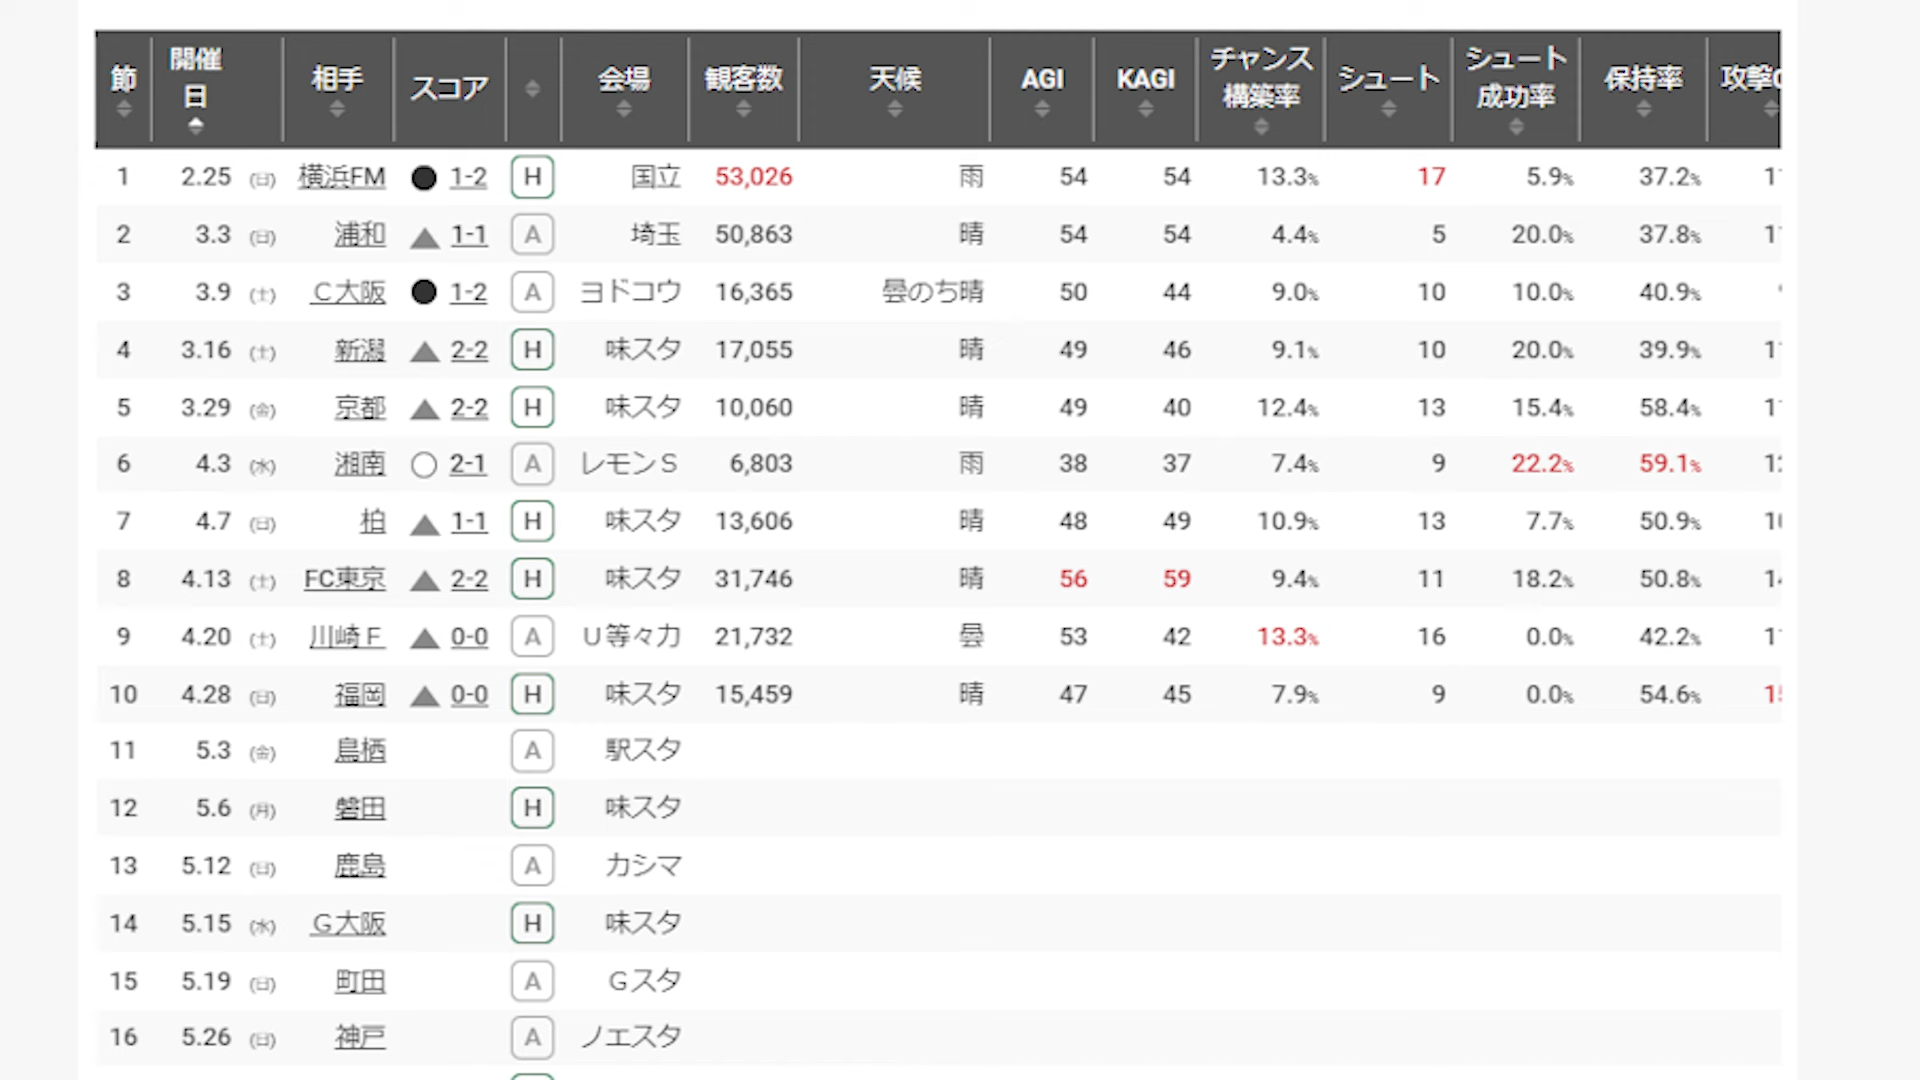 節 開催日 相手 スコア 会場 観客数 天候 AGI KAGI チャンス構築率 シュート シュート成功率 保持率 攻撃
1 2.25 (日) 横浜FM ● 1-2 H 国立 53,026 雨 54 54 13.3% 17 5.9% 37.2%
2 3.3 (日) 浦和 ▲ 1-1 A 埼玉 50,863 晴 54 54 4.4% 5 20.0% 37.8%
3 3.9 (土) C大阪 ● 1-2 A ヨドコウ 16,365 曇のち晴 50 44 9.0% 10 10.0% 40.9%
4 3.16 (土) 新潟 ▲ 2-2 H 味スタ 17,055 晴 49 46 9.1% 10 20.0% 39.9%
5 3.29 (金) 京都 ▲ 2-2 H 味スタ 10,060 晴 49 40 12.4% 13 15.4% 58.4%
6 4.3 (水) 湘南 ○ 2-1 A レモンS 6,803 雨 38 37 7.4% 9 22.2% 59.1%
7 4.7 (日) 柏 ▲ 1-1 H 味スタ 13,606 晴 48 49 10.9% 13 7.7% 50.9%
8 4.13 (土) FC東京 ▲ 2-2 H 味スタ 31,746 晴 56 59 9.4% 11 18.2% 50.8%
9 4.20 (土) 川崎F ▲ 0-0 A U等々力 21,732 曇 53 42 13.3% 16 0.0% 42.2%
10 4.28 (日) 福岡 ▲ 0-0 H 味スタ 15,459 晴 47 45 7.9% 9 0.0% 54.6%
11 5.3 (金) 鳥栖 A 駅スタ
12 5.6 (月) 磐田 H 味スタ
13 5.12 (日) 鹿島 A カシマ
14 5.15 (水) G大阪 H 味スタ
15 5.19 (日) 町田 A Gスタ
16 5.26 (日) 神戸 A ノエスタ